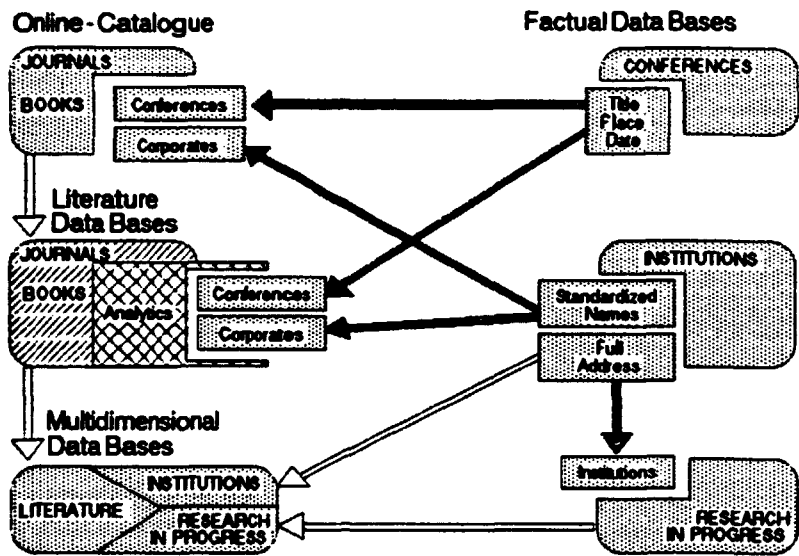 Online - Catalogue
JOURNALS
BOOKS
Conferences
Corporates
Factual Data Bases
CONFERENCES
Title
Place
Date
Literature
Data Bases
JOURNALS
BOOKS
Analytics
Conferences
Corporates
INSTITUTIONS
Standardized
Names
Full
Address
Multidimensional
Data Bases
LITERATURE
INSTITUTIONS
RESEARCH
IN PROGRESS
Institutions
RESEARCH
IN PROGRESS